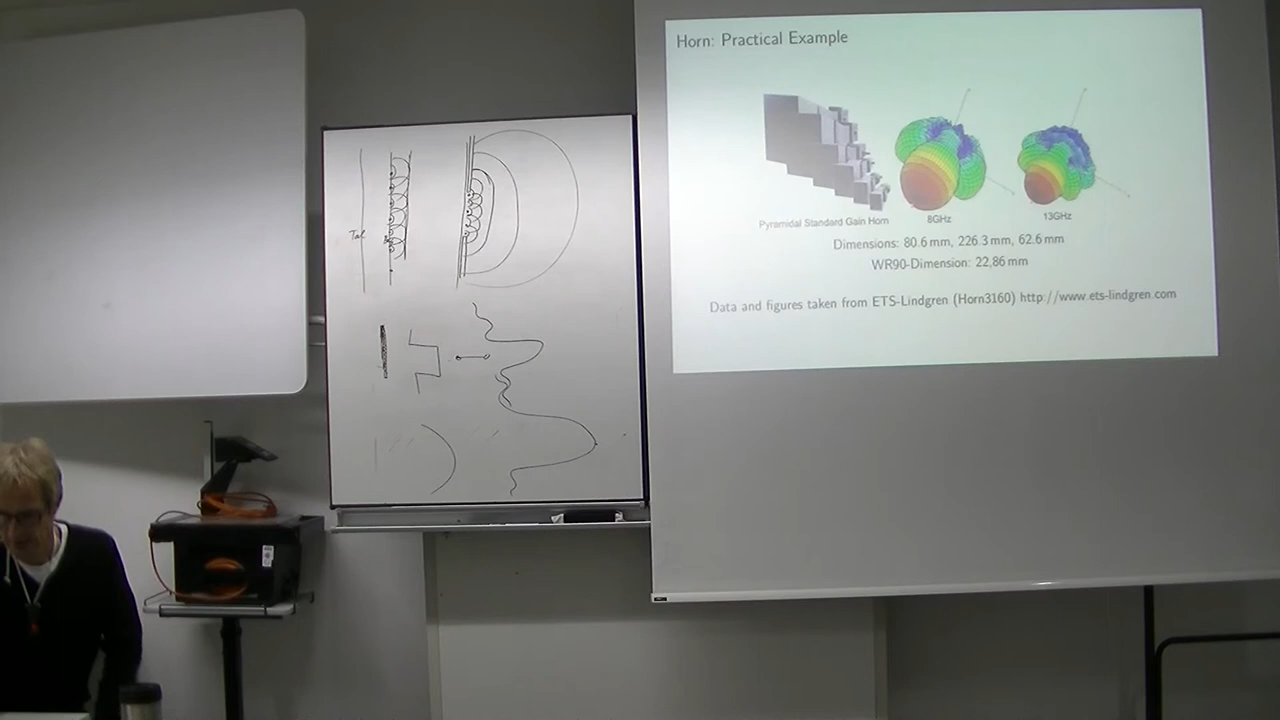 Horn: Practical Example
Pyramidal Standard Gain Horn
8GHz
13GHz
Dimensions: 80.6 mm, 226.3 mm, 62.6 mm
WR90-Dimension: 22,86 mm
Data and figures taken from ETS-Lindgren (Horn3160) http://www.ets-lindgren.com